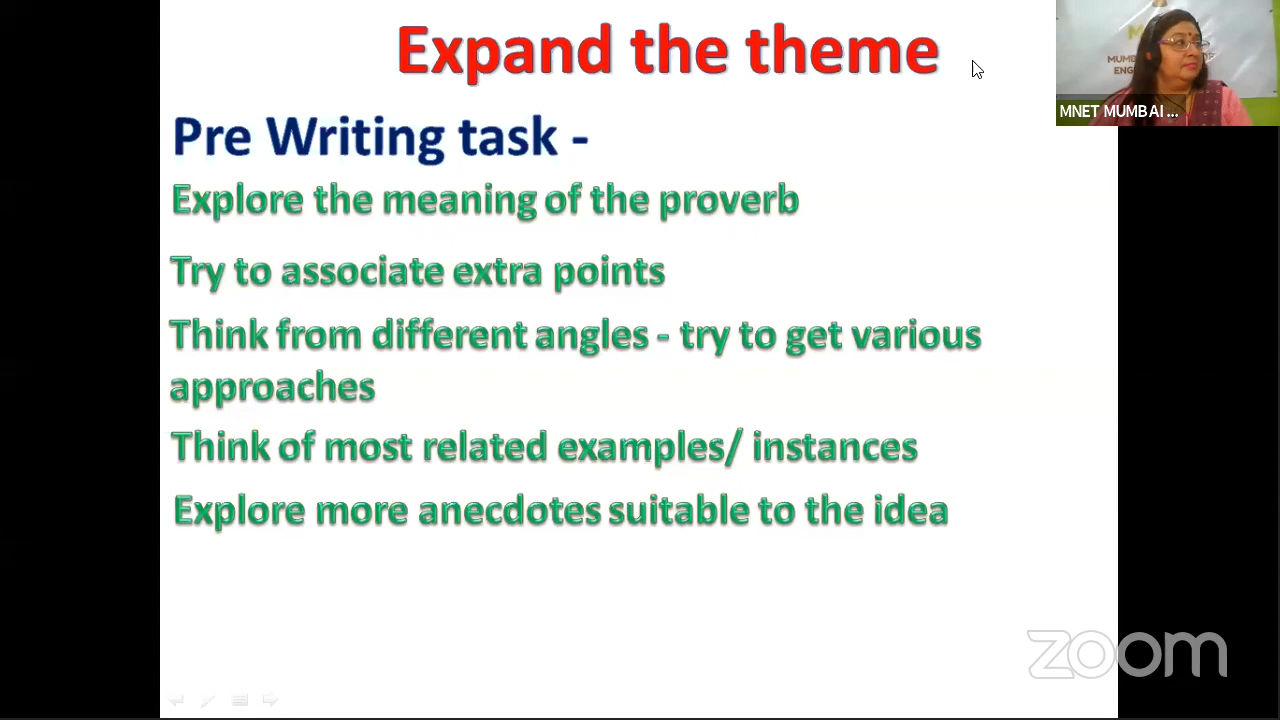 Expand the theme
Pre Writing task -
Explore the meaning of the proverb
Try to associate extra points
Think from different angles - try to get various
approaches
Think of most related examples/ instances
Explore more anecdotes suitable to the idea
MNET MUMBAI ...
zoom